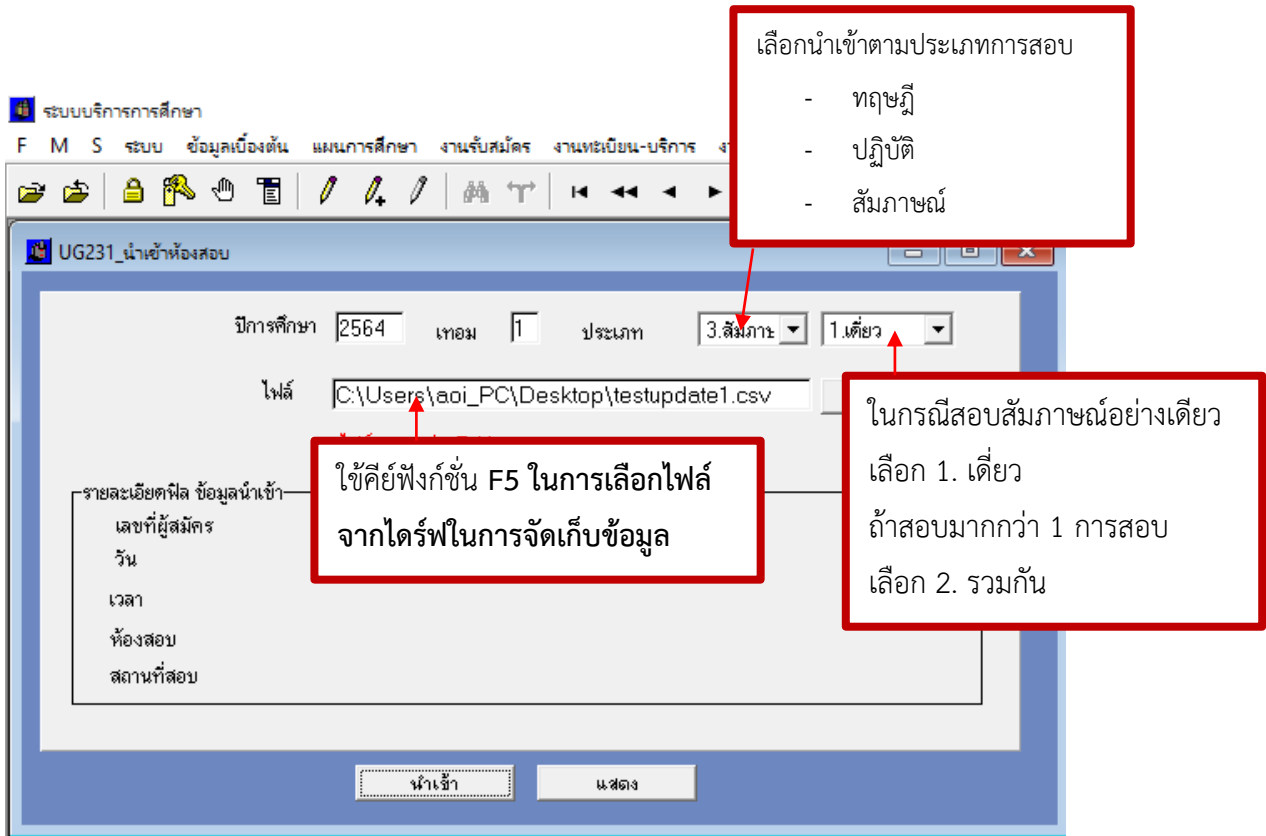 เลือกนำเข้าตามประเภทการสอบ
- ทฤษฎี
- ปฏิบัติ
- สัมภาษณ์
ระบบบริการการศึกษา
F M S ระบบ ข้อมูลเบื้องต้น แผนการศึกษา งานรับสมัคร งานทะเบียน-บริการ
UG231_นำเข้าห้องสอบ
ปีการศึกษา 2564 เทอม 1 ประเภท 3.สัมภาษ 1.เดี่ยว
ไฟล์ C:\Users\aoi_PC\Desktop\testupdate1.csv
ในกรณีสอบสัมภาษณ์อย่างเดียว
เลือก 1. เดี่ยว
ถ้าสอบมากกว่า 1 การสอบ
เลือก 2. รวมกัน
ใช้คีย์ฟังก์ชั่น F5 ในการเลือกไฟล์
จากไดร์ฟในการจัดเก็บข้อมูล
รายละเอียดฟิล ข้อมูลนำเข้า
เลขที่ผู้สมัคร
วัน
เวลา
ห้องสอบ
สถานที่สอบ
นำเข้า แสดง